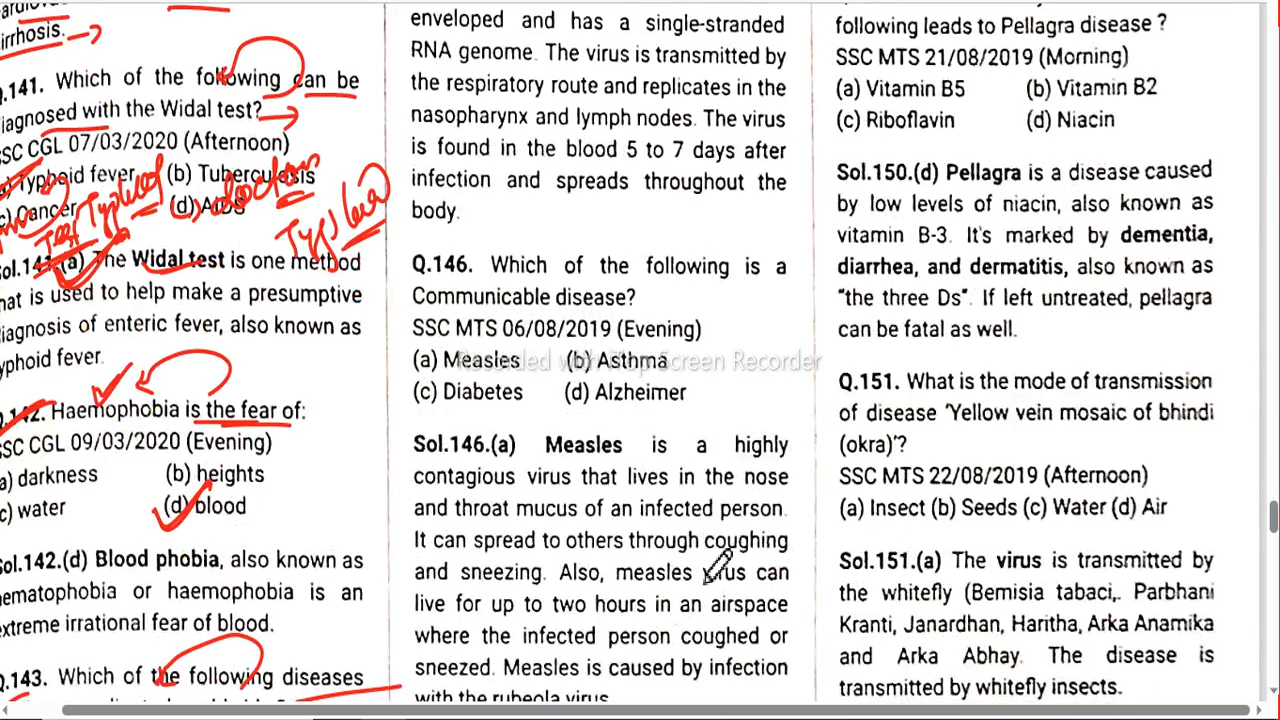 irrhosis.
Q.141. Which of the following can be
diagnosed with the Widal test?
SSC CGL 07/03/2020 (Afternoon)
Typhoid fever (b) Tuberculosis
(c) Cancer (d) AIDS
Test Typhoid doctor
Sol.141.(a) The Widal test is one method
that is used to help make a presumptive
diagnosis of enteric fever, also known as
typhoid fever.
Q.142. Haemophobia is the fear of:
SSC CGL 09/03/2020 (Evening)
a) darkness (b) heights
c) water (d) blood
Sol.142.(d) Blood phobia, also known as
hematophobia or haemophobia is an
extreme irrational fear of blood.
Q.143. Which of the following diseases
enveloped and has a single-stranded
RNA genome. The virus is transmitted by
the respiratory route and replicates in the
nasopharynx and lymph nodes. The virus
is found in the blood 5 to 7 days after
infection and spreads throughout the
body.
Q.146. Which of the following is a
Communicable disease?
SSC MTS 06/08/2019 (Evening)
(a) Measles (b) Asthma
Recorded with iTop Screen Recorder
(c) Diabetes (d) Alzheimer
Sol.146.(a) Measles is a highly
contagious virus that lives in the nose
and throat mucus of an infected person.
It can spread to others through coughing
and sneezing. Also, measles virus can
live for up to two hours in an airspace
where the infected person coughed or
sneezed. Measles is caused by infection
with the rubeola virus.
following leads to Pellagra disease ?
SSC MTS 21/08/2019 (Morning)
(a) Vitamin B5 (b) Vitamin B2
(c) Riboflavin (d) Niacin
Sol.150.(d) Pellagra is a disease caused
by low levels of niacin, also known as
vitamin B-3. It's marked by dementia,
diarrhea, and dermatitis, also known as
"the three Ds". If left untreated, pellagra
can be fatal as well.
Q.151. What is the mode of transmission
of disease 'Yellow vein mosaic of bhindi
(okra)'?
SSC MTS 22/08/2019 (Afternoon)
(a) Insect (b) Seeds (c) Water (d) Air
Sol.151.(a) The virus is transmitted by
the whitefly (Bemisia tabaci,. Parbhani
Kranti, Janardhan, Haritha, Arka Anamika
and Arka Abhay. The disease is
transmitted by whitefly insects.